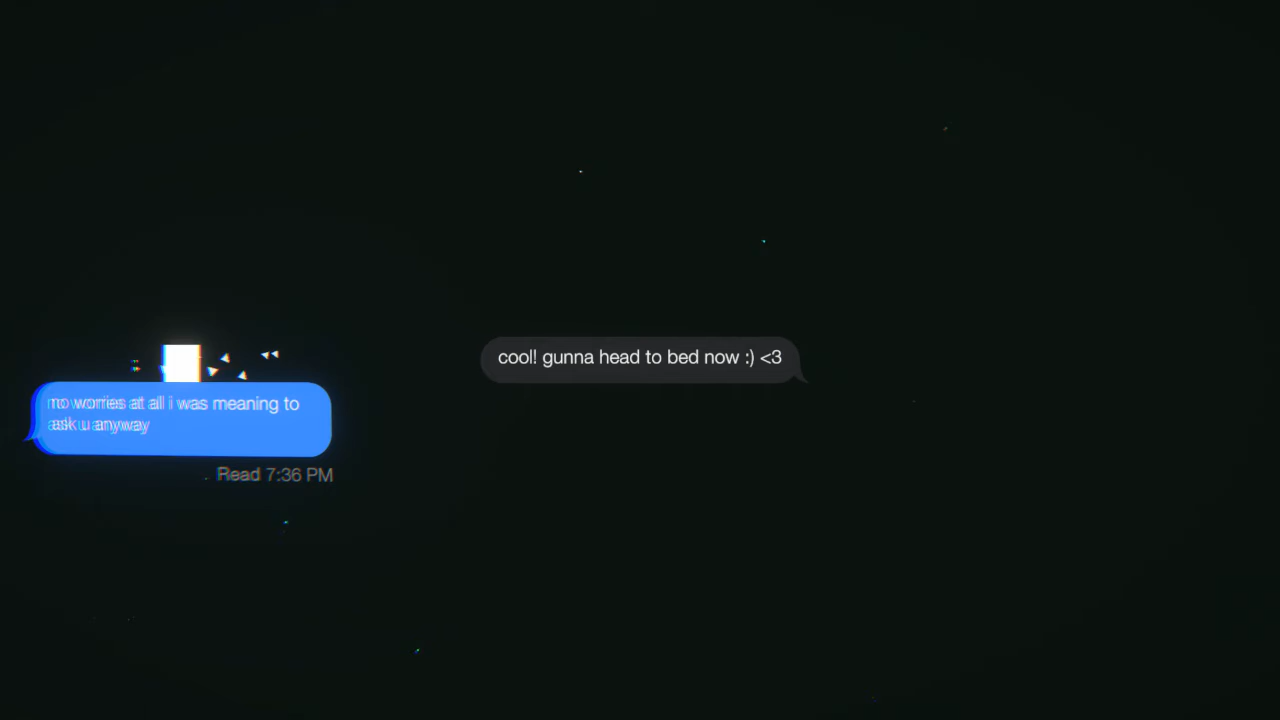 cool! gunna head to bed now :) <3
no worries at all i was meaning to
ask u anyway
Read 7:36 PM